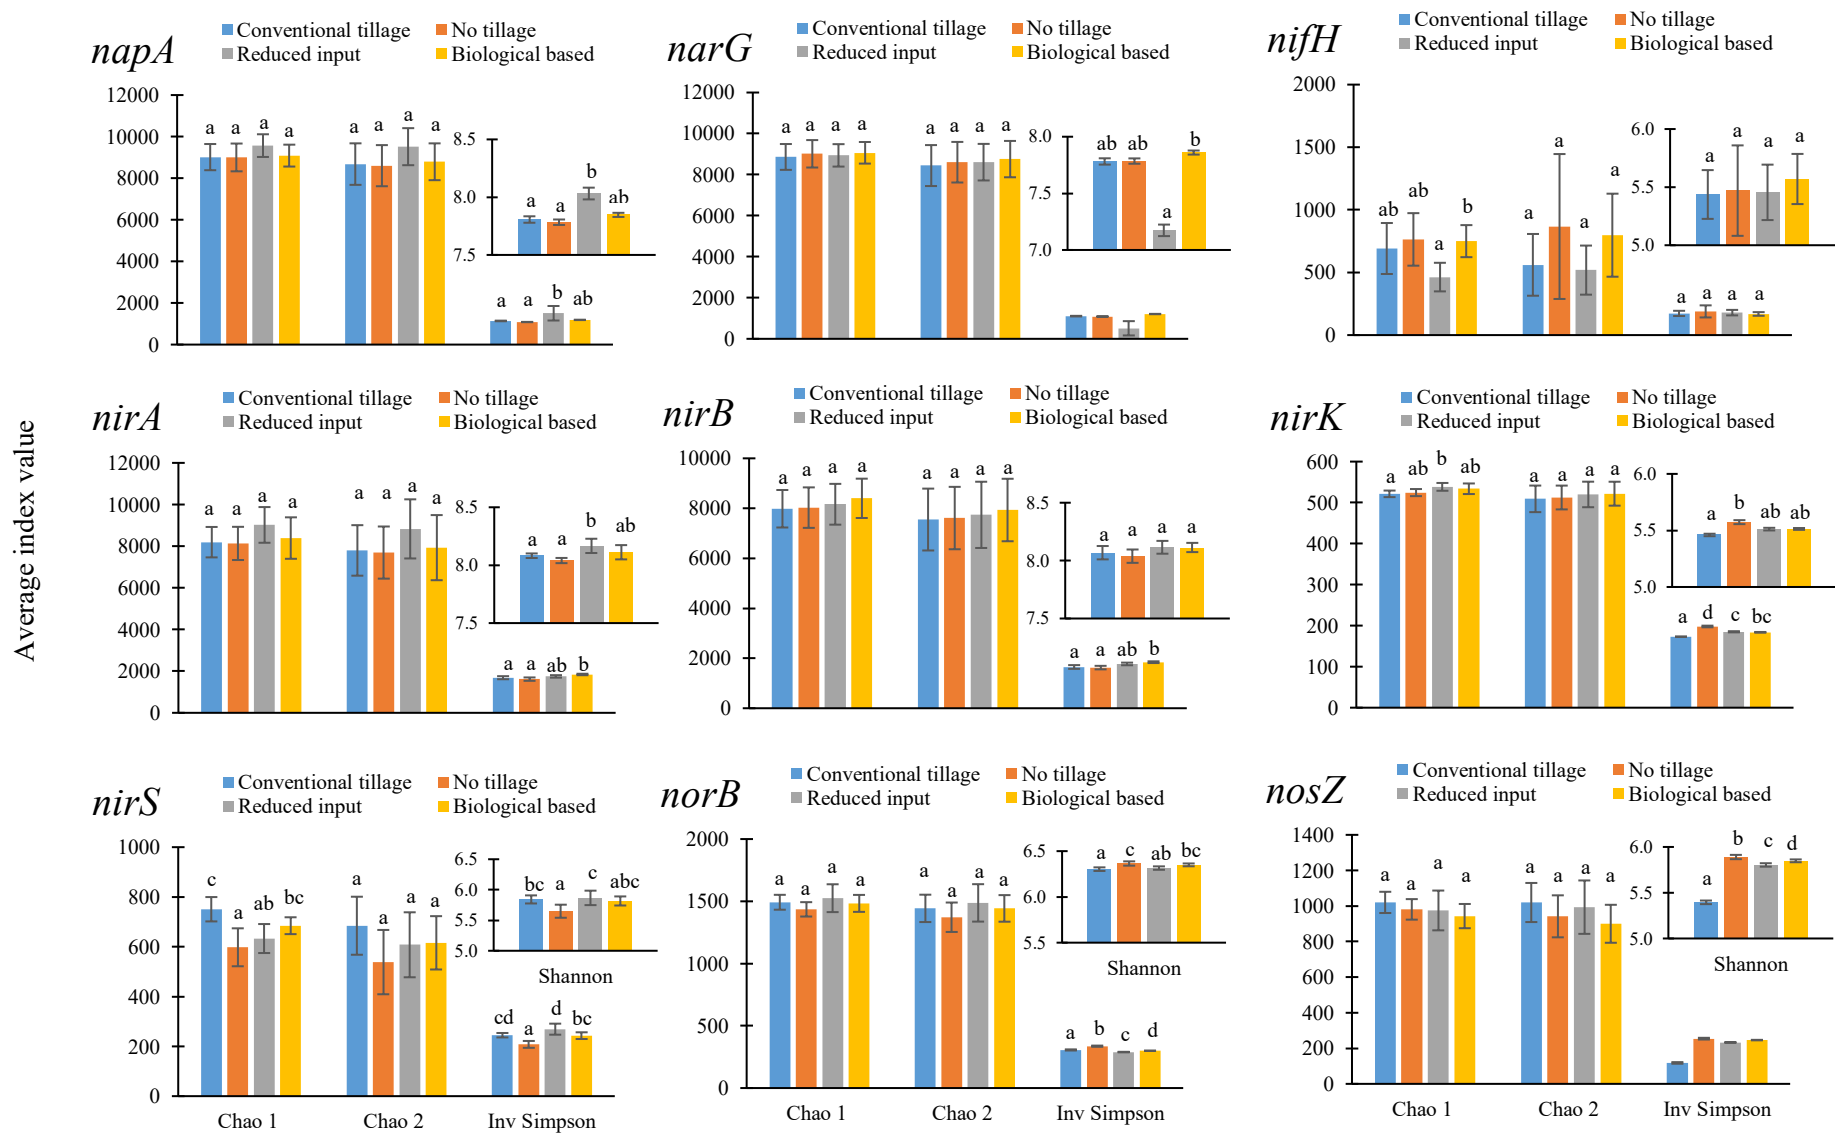 Average index value
napA
Conventional tillage No tillage
Reduced input Biological based
12000
10000
8000
6000
4000
2000
0
a a a a
a a a a
8.5
8.0
7.5
a a b ab
a a b ab
narG
Conventional tillage No tillage
Reduced input Biological based
12000
10000
8000
6000
4000
2000
0
a a a a
a a a a
8.0
7.5
7.0
ab ab a b
nifH
Conventional tillage No tillage
Reduced input Biological based
2000
1500
1000
500
0
ab ab a b
a a a a
6.0
5.5
5.0
a a a a
a a a a
nirA
Conventional tillage No tillage
Reduced input Biological based
12000
10000
8000
6000
4000
2000
0
a a a a
a a a a
8.5
8.0
7.5
a a b ab
a a ab b
nirB
Conventional tillage No tillage
Reduced input Biological based
10000
8000
6000
4000
2000
0
a a a a
a a a a
8.5
8.0
7.5
a a a a
a a ab b
nirK
Conventional tillage No tillage
Reduced input Biological based
600
500
400
300
200
100
0
a ab b ab
a a a a
6.0
5.5
5.0
a b ab ab
a d c bc
nirS
Conventional tillage No tillage
Reduced input Biological based
1000
800
600
400
200
0
c a ab bc
a a a a
6.5
6.0
5.5
5.0
bc a c abc
Shannon
cd a d bc
Chao 1 Chao 2 Inv Simpson
norB
Conventional tillage No tillage
Reduced input Biological based
2000
1500
1000
500
0
a a a a
a a a a
6.5
6.0
5.5
a c ab bc
Shannon
a b c d
Chao 1 Chao 2 Inv Simpson
nosZ
Conventional tillage No tillage
Reduced input Biological based
1400
1200
1000
800
600
400
200
0
a a a a
a a a a
6.0
5.5
5.0
a b c d
Shannon
Chao 1 Chao 2 Inv Simpson